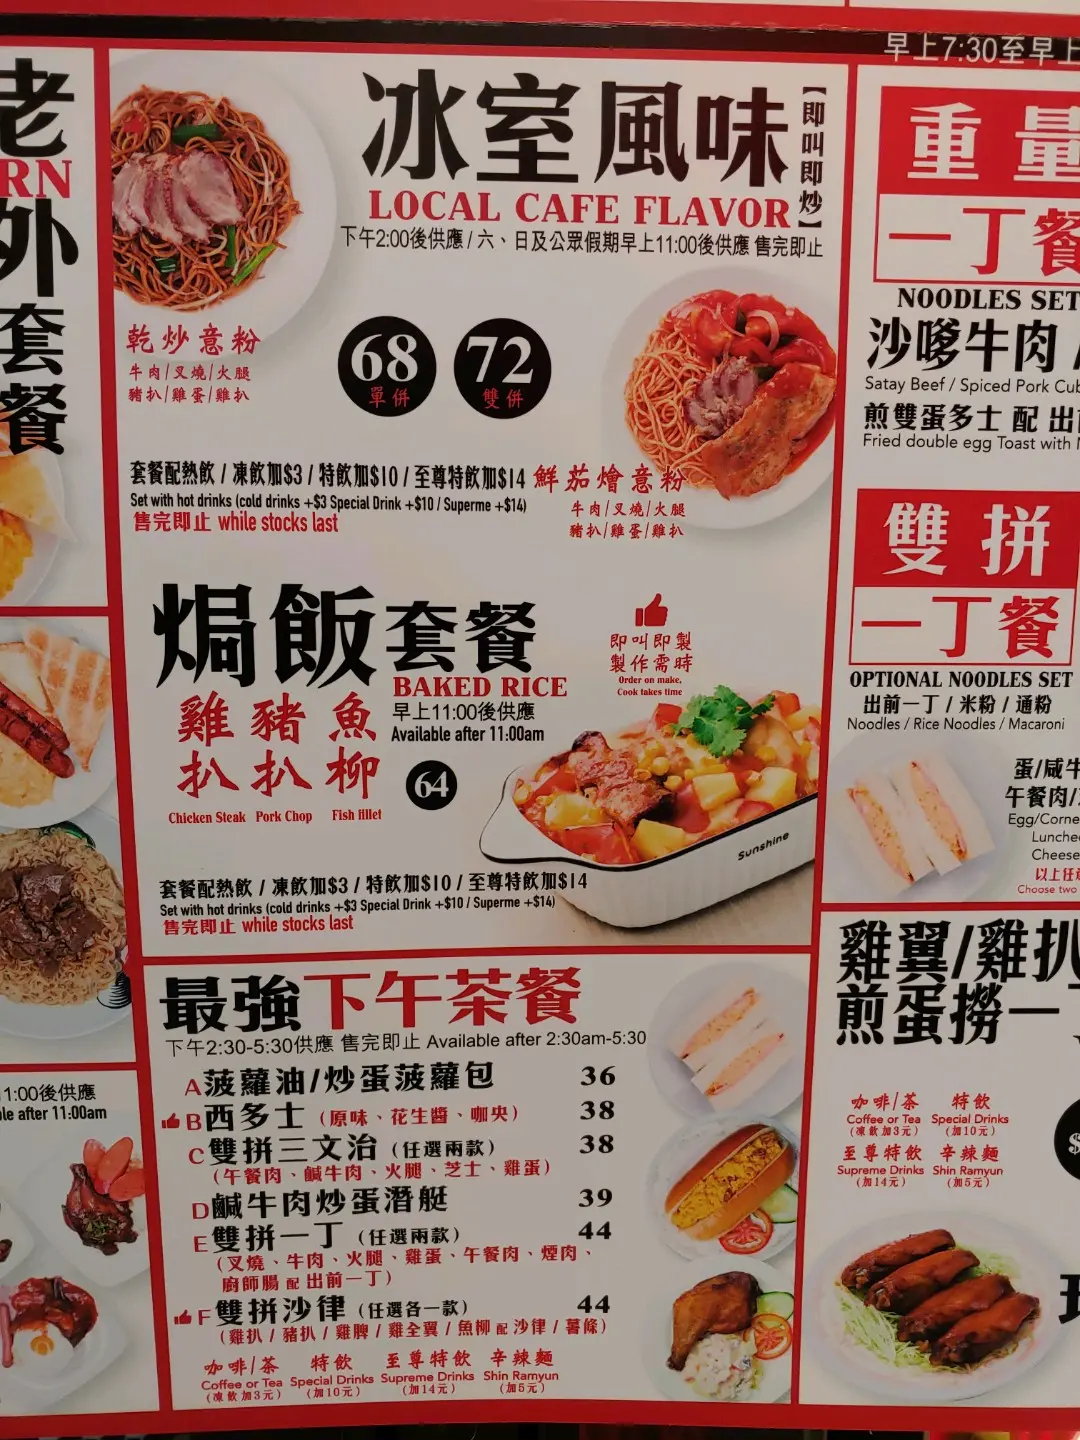 老
RN
外
套
餐
冰室風味
【即叫即炒】
LOCAL CAFE FLAVOR
下午2:00後供應 / 六、日及公眾假期早上11:00後供應 售完即止
乾炒意粉
牛肉/叉燒/火腿
豬扒/雞蛋/雞扒
68
單併
72
雙併
套餐配熱飲 / 凍飲加$3 / 特飲加$10 / 至尊特飲加$14
Set with hot drinks (cold drinks +$3 Special Drink +$10 / Superme +$14)
售完即止 while stocks last
鮮茄燴意粉
牛肉/叉燒/火腿
豬扒/雞蛋/雞扒
焗飯套餐
BAKED RICE
早上11:00後供應
Available after 11:00am
即叫即製
製作需時
Order on make,
Cook takes time
雞扒 豬扒 魚柳
Chicken Steak Pork Chop Fish fillet
64
Sunshine
套餐配熱飲 / 凍飲加$3 / 特飲加$10 / 至尊特飲加$14
Set with hot drinks (cold drinks +$3 Special Drink +$10 / Superme +$14)
售完即止 while stocks last
最強下午茶餐
下午2:30-5:30供應 售完即止 Available after 2:30am-5:30
A 菠蘿油/炒蛋菠蘿包 36
B 西多士 (原味、花生醬、咖央) 38
C 雙拼三文治 (任選兩款) 38
(午餐肉、鹹牛肉、火腿、芝士、雞蛋)
D 鹹牛肉炒蛋潛艇 39
E 雙拼一丁 (任選兩款) 44
(叉燒、牛肉、火腿、雞蛋、午餐肉、煙肉、
廚師腸 配 出前一丁)
F 雙拼沙律 (任選各一款) 44
(雞扒 / 豬扒 / 雞髀 / 雞全翼 / 魚柳 配 沙律 / 薯條)
咖啡/茶 特飲 至尊特飲 辛辣麵
Coffee or Tea Special Drinks Supreme Drinks Shin Ramyun
(凍飲加3元) (加10元) (加14元) (加5元)
1:00後供應
le after 11:00am
早上7:30至早上
重量
一丁餐
NOODLES SET
沙嗲牛肉 /
Satay Beef / Spiced Pork Cub
煎雙蛋多士 配 出
Fried double egg Toast with
雙拼
一丁餐
OPTIONAL NOODLES SET
出前一丁 / 米粉 / 通粉
Noodles / Rice Noodles / Macaroni
蛋/咸牛
午餐肉/
Egg/Corne
Lunche
Cheese
以上任
Choose two
雞翼/雞扒
煎蛋撈一
咖啡/茶 特飲
Coffee or Tea Special Drinks
(凍飲加3元) (加10元)
至尊特飲 辛辣麵
Supreme Drinks Shin Ramyun
(加14元) (加5元)
$